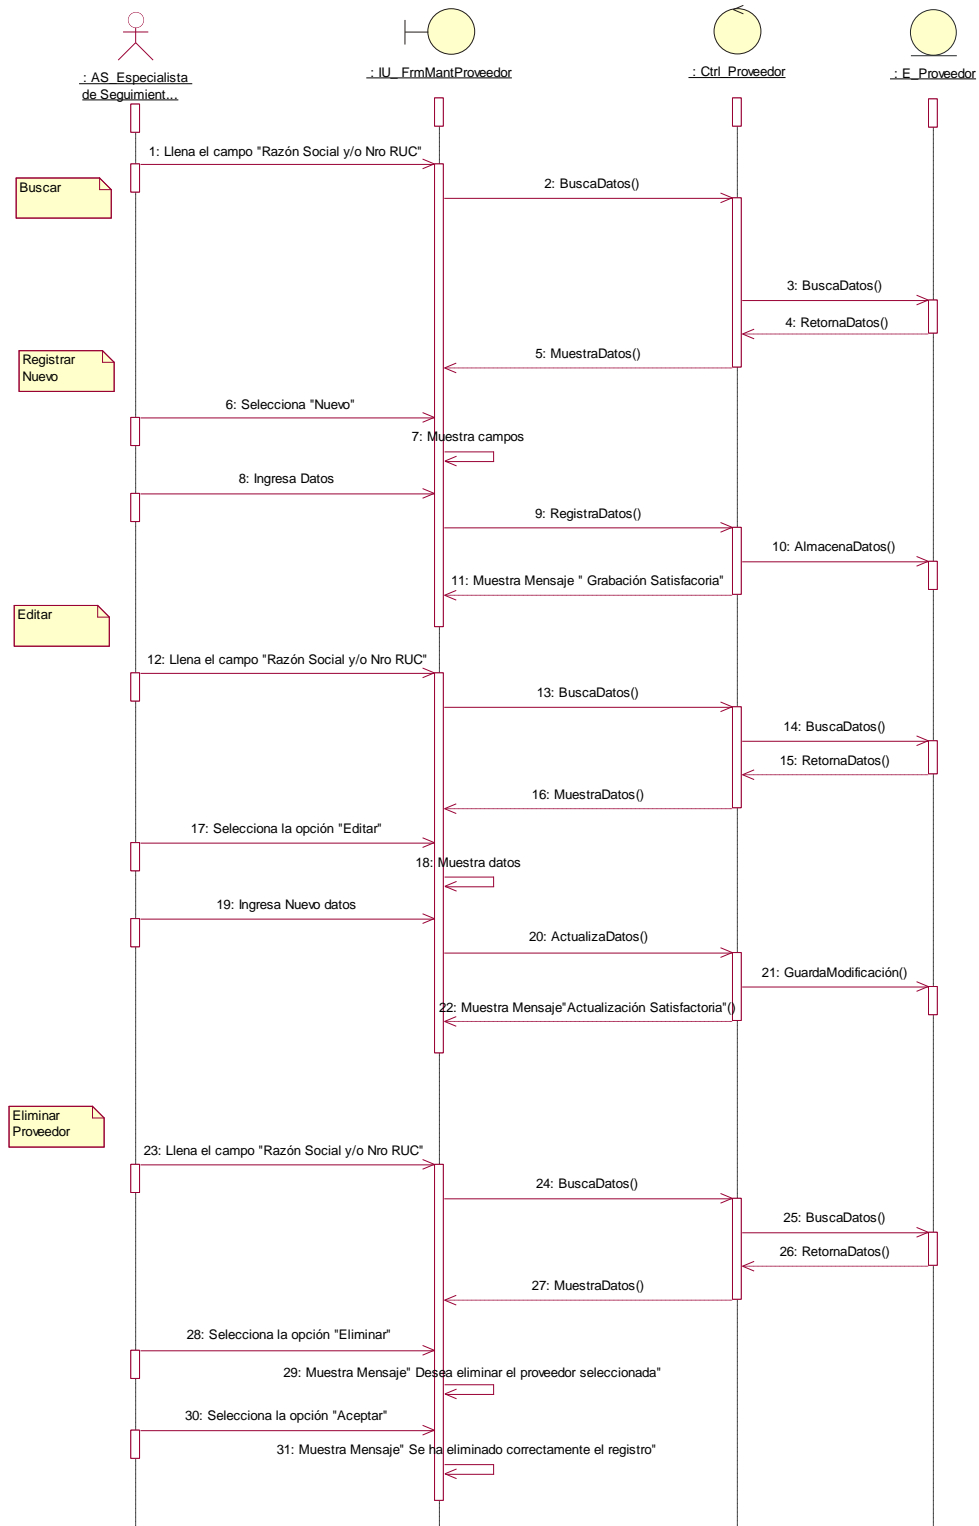 : AS_Especialista
de Seguimient...
: IU_ FrmMantProveedor
: Ctrl_Proveedor
: E_Proveedor
1: Llena el campo "Razón Social y/o Nro RUC"
Buscar
2: BuscaDatos()
3: BuscaDatos()
4: RetornaDatos()
5: MuestraDatos()
Registrar
Nuevo
6: Selecciona "Nuevo"
7: Muestra campos
8: Ingresa Datos
9: RegistraDatos()
10: AlmacenaDatos()
11: Muestra Mensaje " Grabación Satisfacoria"
Editar
12: Llena el campo "Razón Social y/o Nro RUC"
13: BuscaDatos()
14: BuscaDatos()
15: RetornaDatos()
16: MuestraDatos()
17: Selecciona la opción "Editar"
18: Muestra datos
19: Ingresa Nuevo datos
20: ActualizaDatos()
21: GuardaModificación()
22: Muestra Mensaje"Actualización Satisfactoria"()
Eliminar
Proveedor
23: Llena el campo "Razón Social y/o Nro RUC"
24: BuscaDatos()
25: BuscaDatos()
26: RetornaDatos()
27: MuestraDatos()
28: Selecciona la opción "Eliminar"
29: Muestra Mensaje" Desea eliminar el proveedor seleccionada"
30: Selecciona la opción "Aceptar"
31: Muestra Mensaje" Se ha eliminado correctamente el registro"